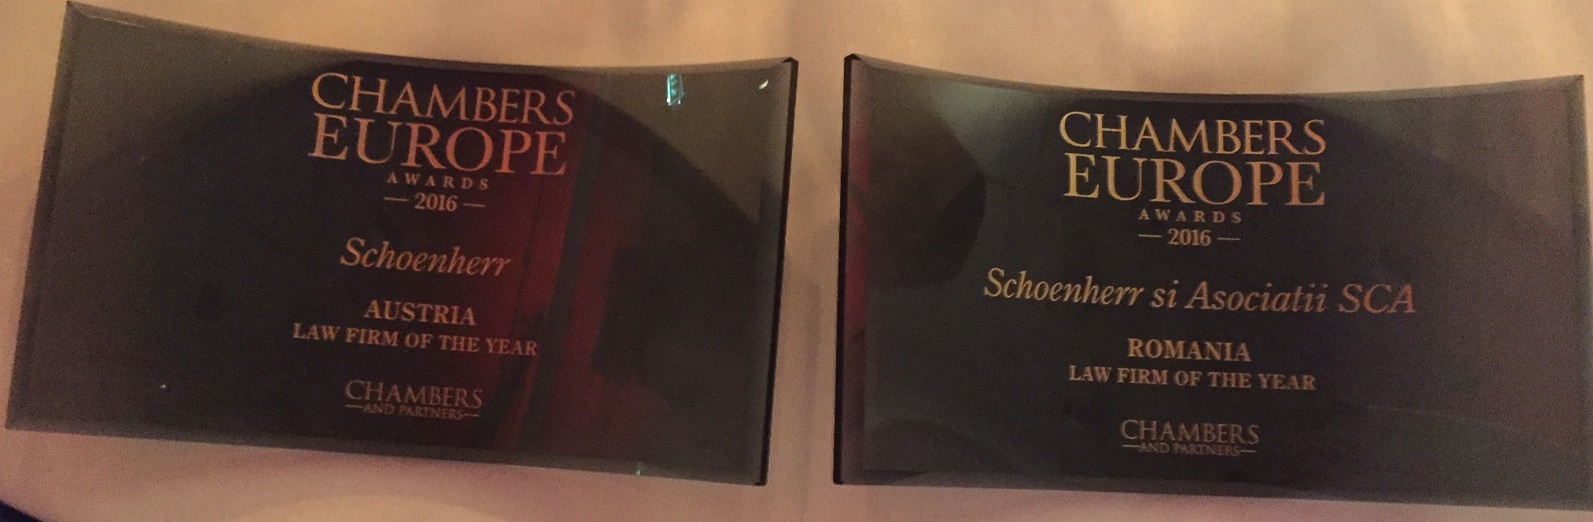 CHAMBERS
EUROPE
AWARDS
— 2016 —
Schoenherr
AUSTRIA
LAW FIRM OF THE YEAR
CHAMBERS
—AND PARTNERS—
CHAMBERS
EUROPE
AWARDS
— 2016 —
Schoenherr si Asociatii SCA
ROMANIA
LAW FIRM OF THE YEAR
CHAMBERS
—AND PARTNERS—